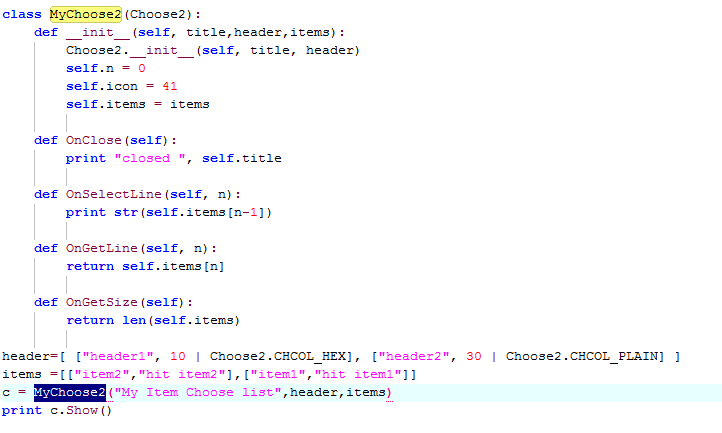 class MyChoose2(Choose2):
    def __init__(self, title,header,items):
        Choose2.__init__(self, title, header)
        self.n = 0
        self.icon = 41
        self.items = items
    def OnClose(self):
        print "closed ", self.title
    def OnSelectLine(self, n):
        print str(self.items[n-1])
    def OnGetLine(self, n):
        return self.items[n]
    def OnGetSize(self):
        return len(self.items)
header=[ ["header1", 10 | Choose2.CHCOL_HEX], ["header2", 30 | Choose2.CHCOL_PLAIN] ]
items =[["item2","hit item2"],["item1","hit item1"]]
c = MyChoose2("My Item Choose list",header,items)
print c.Show()